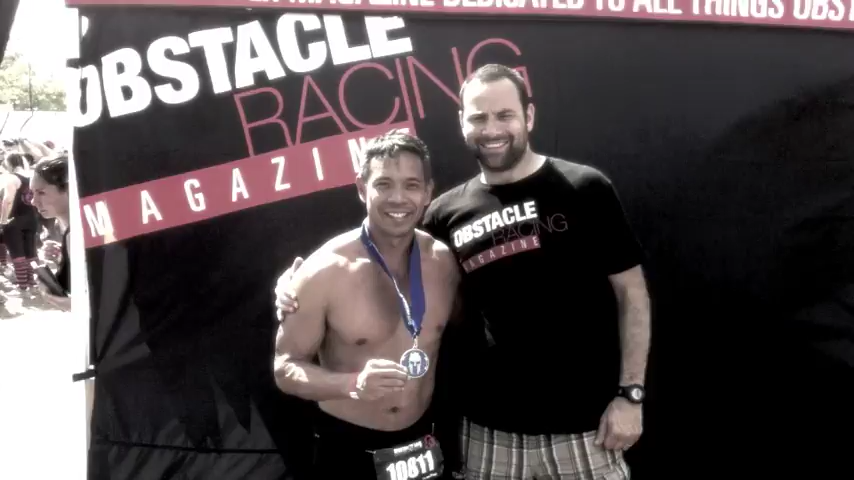 MAGAZINE DEDICATED TO ALL THINGS OBST
OBSTACLE
RACING
MAGAZINE
OBSTACLE
RACING
MAGAZINE
10811